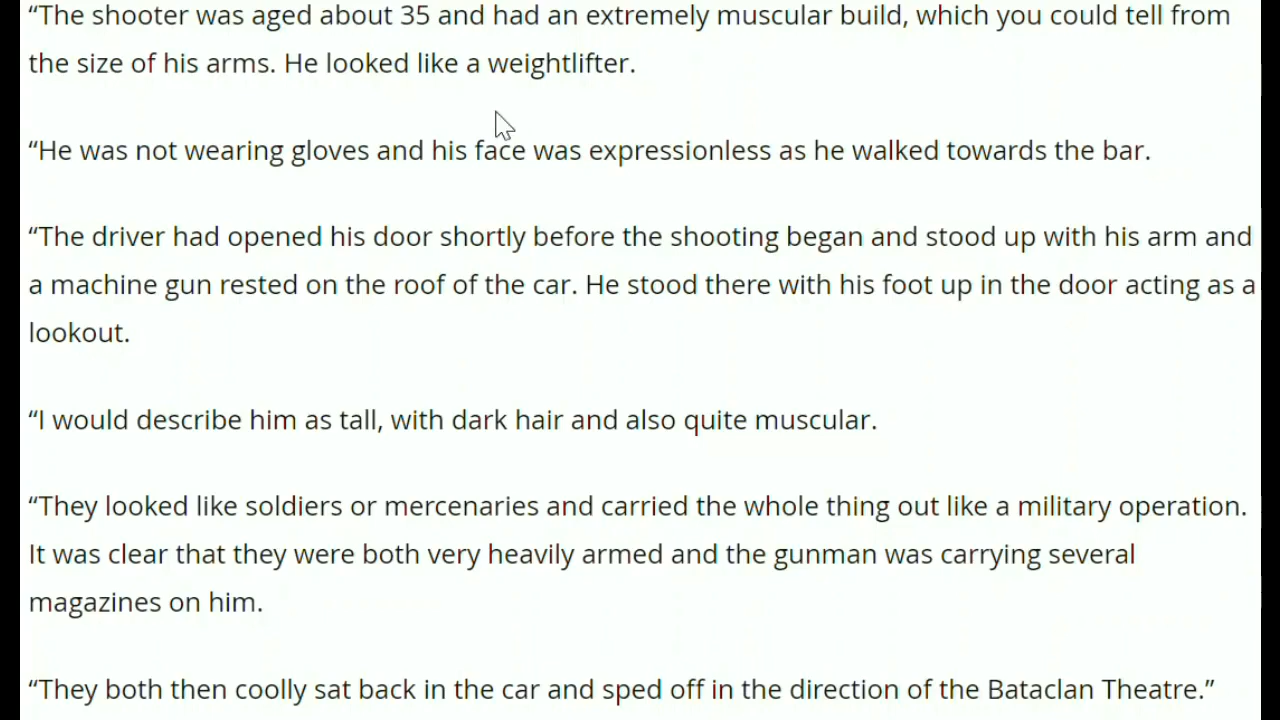 “The shooter was aged about 35 and had an extremely muscular build, which you could tell from
the size of his arms. He looked like a weightlifter.
“He was not wearing gloves and his face was expressionless as he walked towards the bar.
“The driver had opened his door shortly before the shooting began and stood up with his arm and
a machine gun rested on the roof of the car. He stood there with his foot up in the door acting as a
lookout.
“I would describe him as tall, with dark hair and also quite muscular.
“They looked like soldiers or mercenaries and carried the whole thing out like a military operation.
It was clear that they were both very heavily armed and the gunman was carrying several
magazines on him.
“They both then coolly sat back in the car and sped off in the direction of the Bataclan Theatre.”